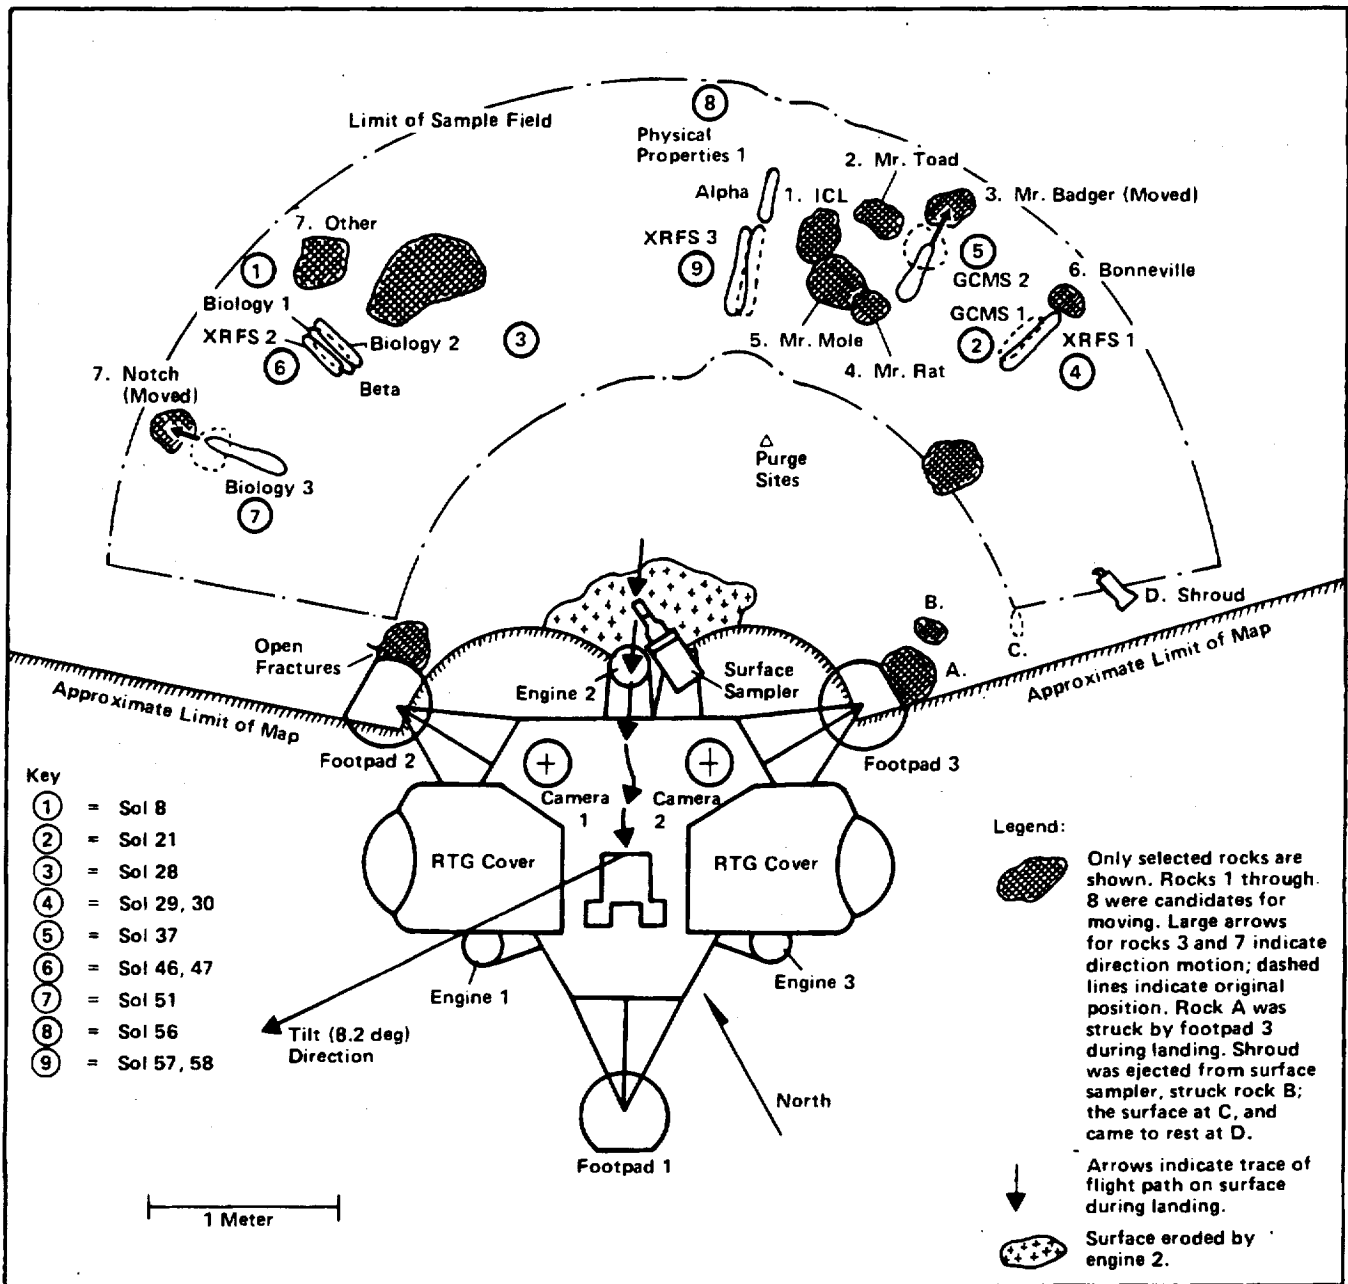 8
Limit of Sample Field
Physical
Properties 1
2. Mr. Toad
Alpha
1. ICL
3. Mr. Badger (Moved)
7. Other
XRFS 3
9
5
GCMS 2
6. Bonneville
1
Biology 1
XRFS 2
Biology 2
3
GCMS 1
2
XRFS 1
4
5. Mr. Mole
4. Mr. Rat
6
Beta
7. Notch
(Moved)
Biology 3
7
Purge
Sites
D. Shroud
B.
C.
A.
Open
Fractures
Engine 2
Surface
Sampler
Approximate Limit of Map
Approximate Limit of Map
Footpad 2
Footpad 3
Camera
1
Camera
2
RTG Cover
RTG Cover
Engine 1
Engine 3
Tilt (8.2 deg)
Direction
North
Footpad 1
1 Meter
Key
1 = Sol 8
2 = Sol 21
3 = Sol 28
4 = Sol 29, 30
5 = Sol 37
6 = Sol 46, 47
7 = Sol 51
8 = Sol 56
9 = Sol 57, 58
Legend:
Only selected rocks are
shown. Rocks 1 through
8 were candidates for
moving. Large arrows
for rocks 3 and 7 indicate
direction motion; dashed
lines indicate original
position. Rock A was
struck by footpad 3
during landing. Shroud
was ejected from surface
sampler, struck rock B;
the surface at C, and
came to rest at D.
Arrows indicate trace of
flight path on surface
during landing.
Surface eroded by
engine 2.